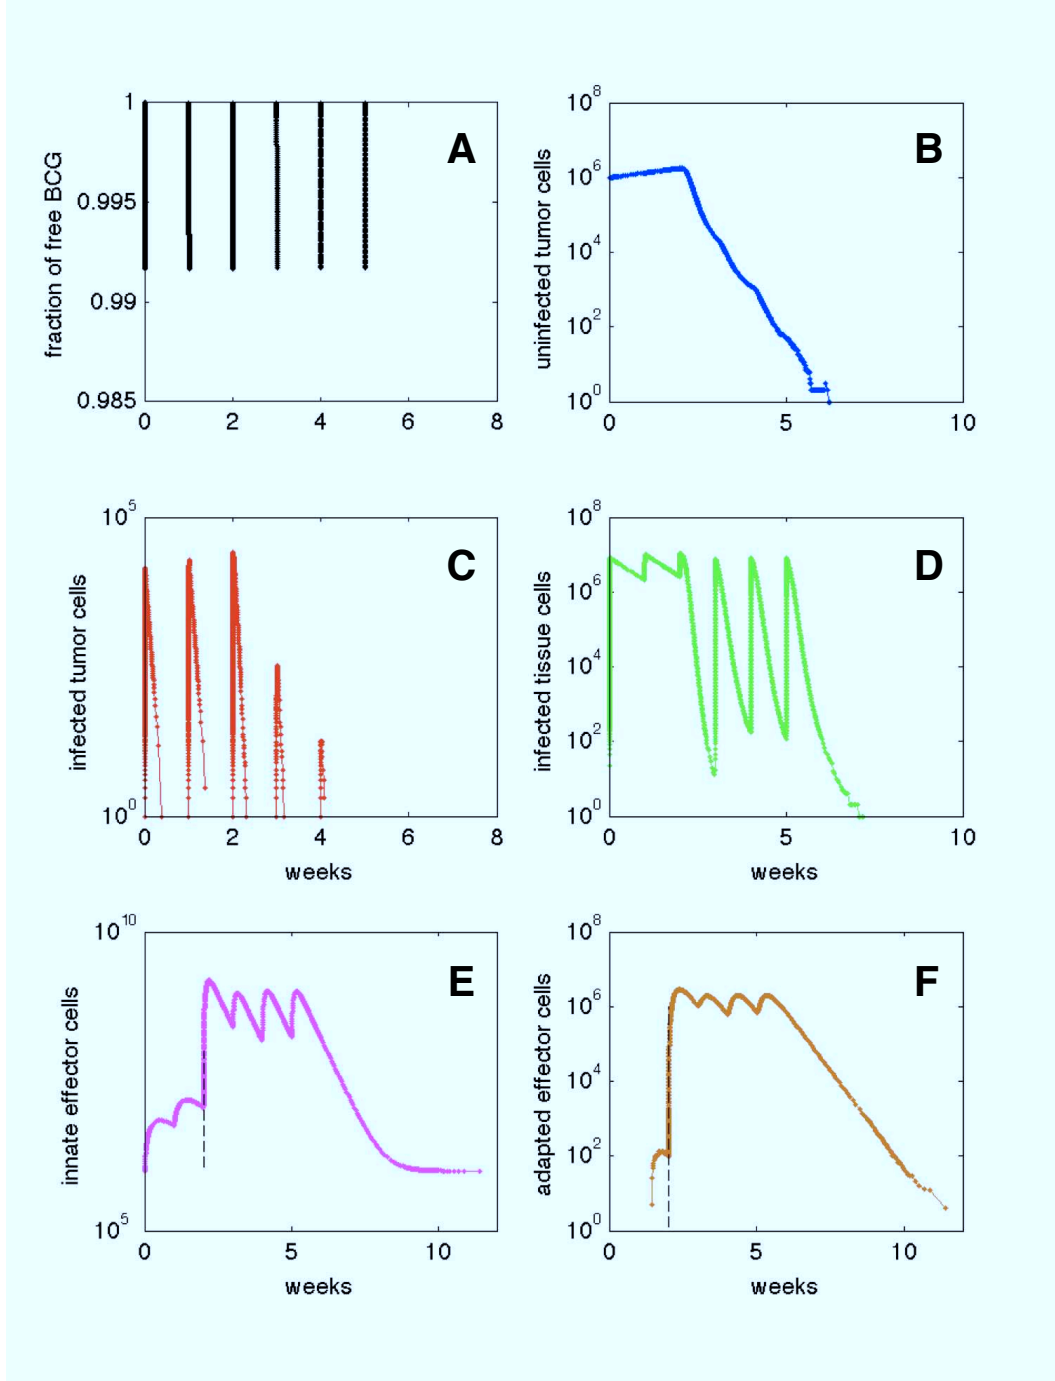 A
fraction of free BCG
1
0.995
0.99
0.985
0 2 4 6 8
B
uninfected tumor cells
10^8
10^6
10^4
10^2
10^0
0 5 10
C
infected tumor cells
10^5
10^0
0 2 4 6 8
weeks
D
infected tissue cells
10^8
10^6
10^4
10^2
10^0
0 5 10
weeks
E
innate effector cells
10^10
10^5
0 5 10
weeks
F
adapted effector cells
10^8
10^6
10^4
10^2
10^0
0 5 10
weeks